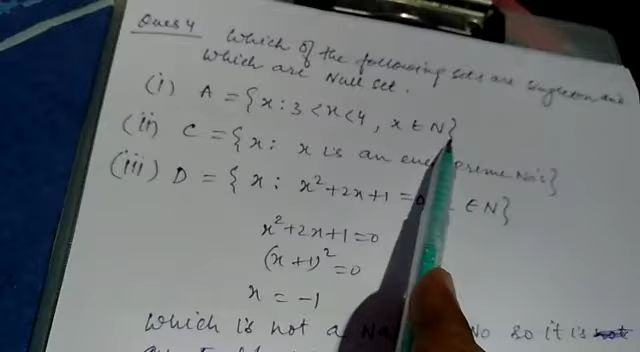 Ques 4 Which of the following sets are singleton and
which are Null set.
(i) A = {x : 3 < x < 4 , x ∈ N}
(ii) C = {x : x is an even prime No's}
(iii) D = { x : x² + 2x + 1 = 0 ∈ N}
x² + 2x + 1 = 0
(x + 1)² = 0
x = -1
which is not a No so it is